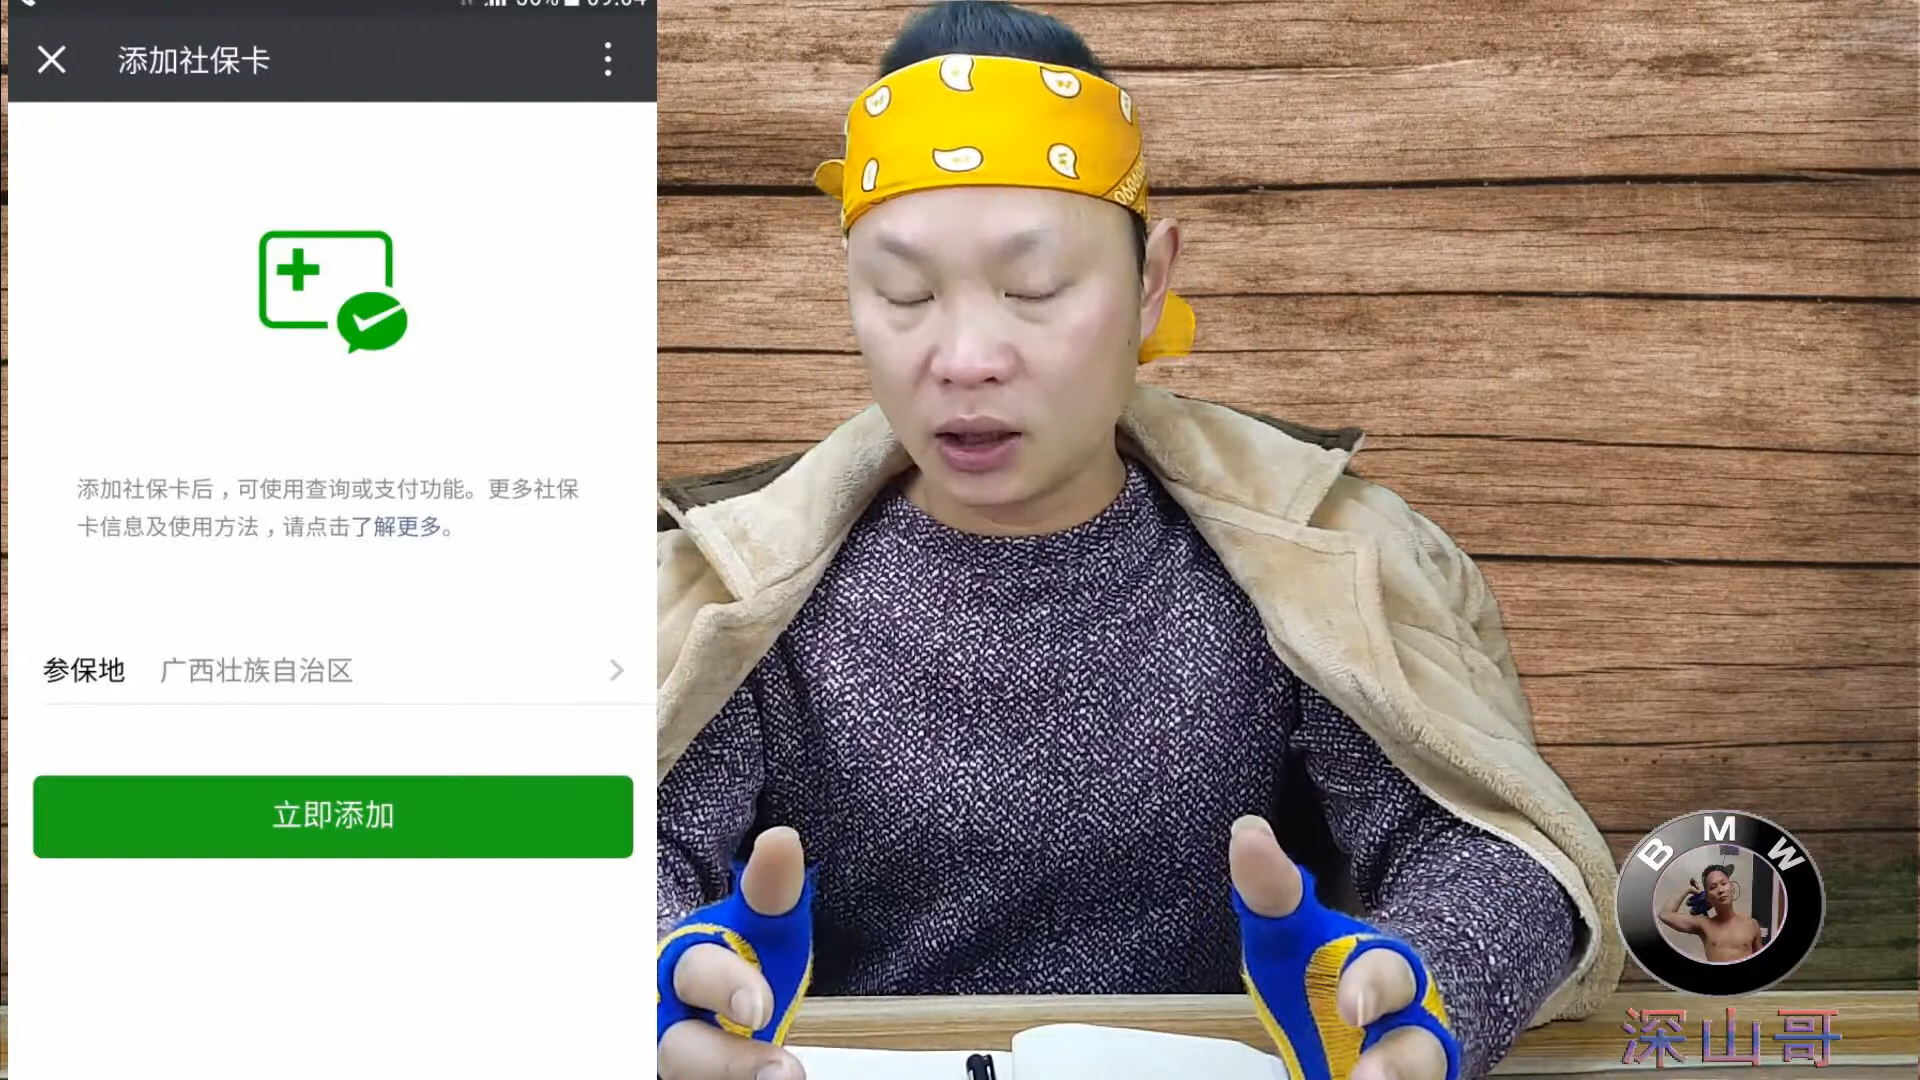 添加社保卡
添加社保卡后，可使用查询或支付功能。更多社保
卡信息及使用方法，请点击了解更多。
参保地 广西壮族自治区
立即添加
BMW
深山哥